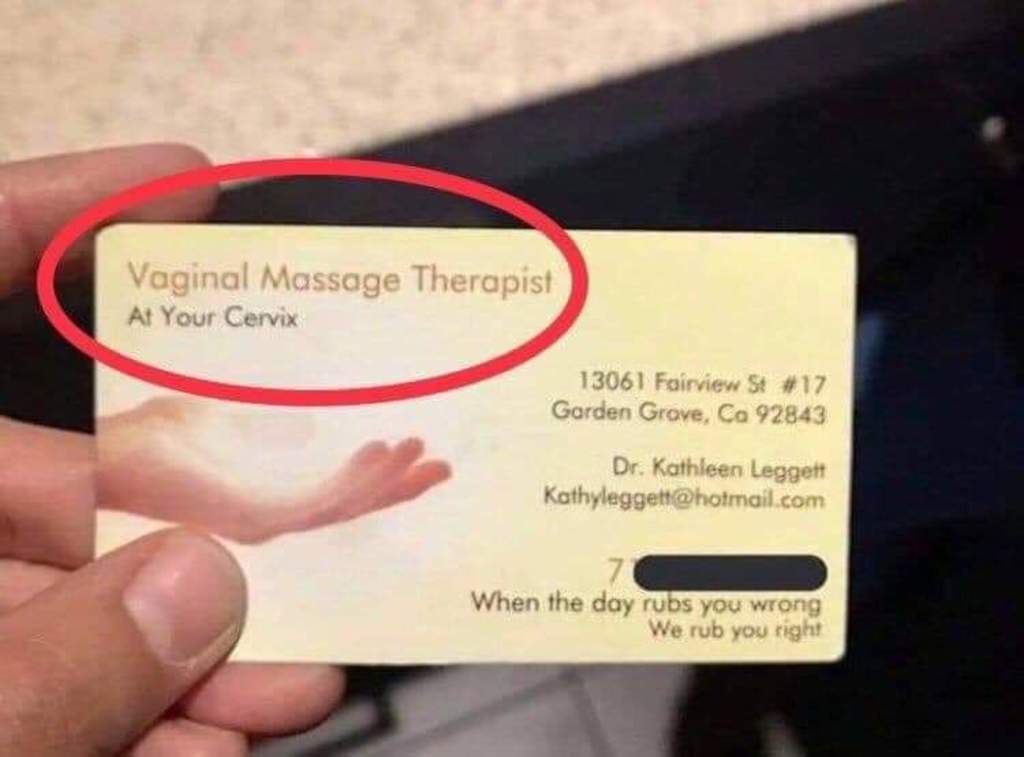 Vaginal Massage Therapist
At Your Cervix
13061 Fairview St #17
Garden Grove, Ca 92843
Dr. Kathleen Leggett
Kathyleggett@hotmail.com
7
When the day rubs you wrong
We rub you right